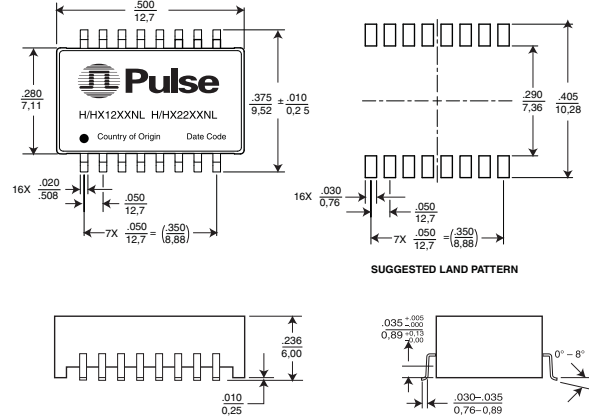 .500
12,7
.280
7,11
Pulse
H/HX12XXNL H/HX22XXNL
Country of Origin Date Code
.375 ± .010
9,52 0,2 5
16X .020
.508
.050
12,7
7X .050 = (.350)
12,7 8,88
.290
7,36
.405
10,28
16X .030
0,76
.050
12,7
7X .050 =(.350)
12,7 8,88
SUGGESTED LAND PATTERN
.236
6,00
.010
0,25
.035 +.005
-.000
0,89 +0.13
-0.00
0° – 8°
.030–.035
0,76–0,89